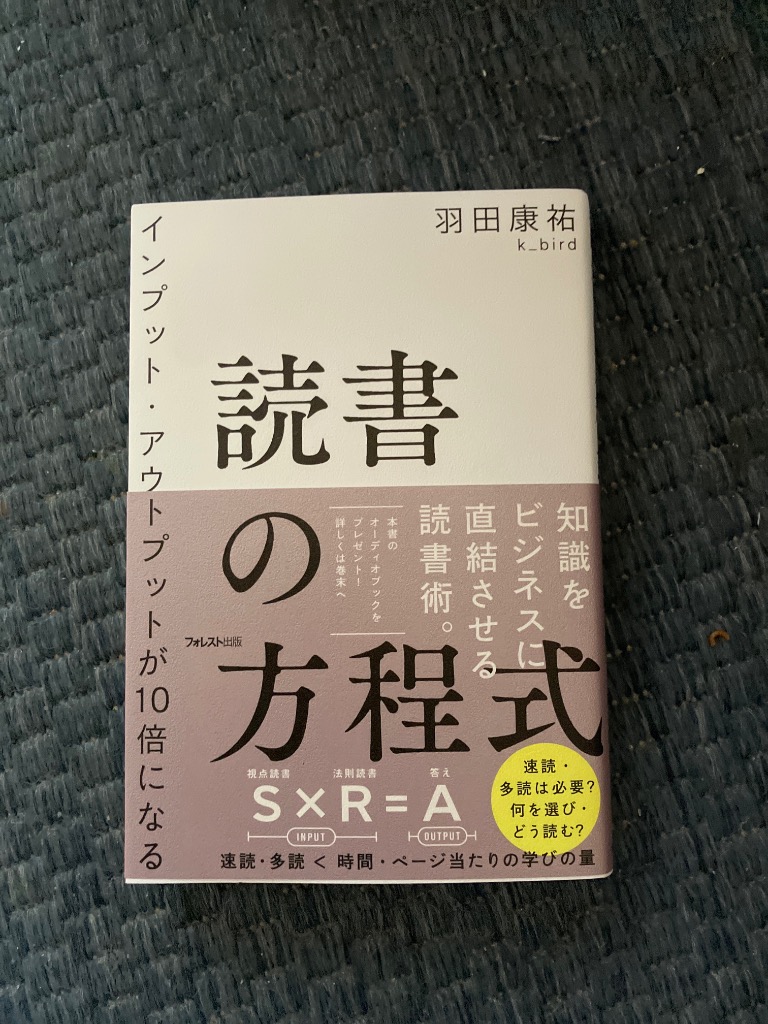 羽田康祐
k_bird
インプット・アウトプットが10倍になる
読書
の
方程式
知識を
ビジネスに
直結させる
読書術。
本書の
オーディオブックを
プレゼント！
詳しくは巻末へ
フォレスト出版
視点読書 法則読書 答え
S×R=A
INPUT OUTPUT
速読・
多読は必要?
何を選び・
どう読む?
速読・多読 < 時間・ページ当たりの学びの量